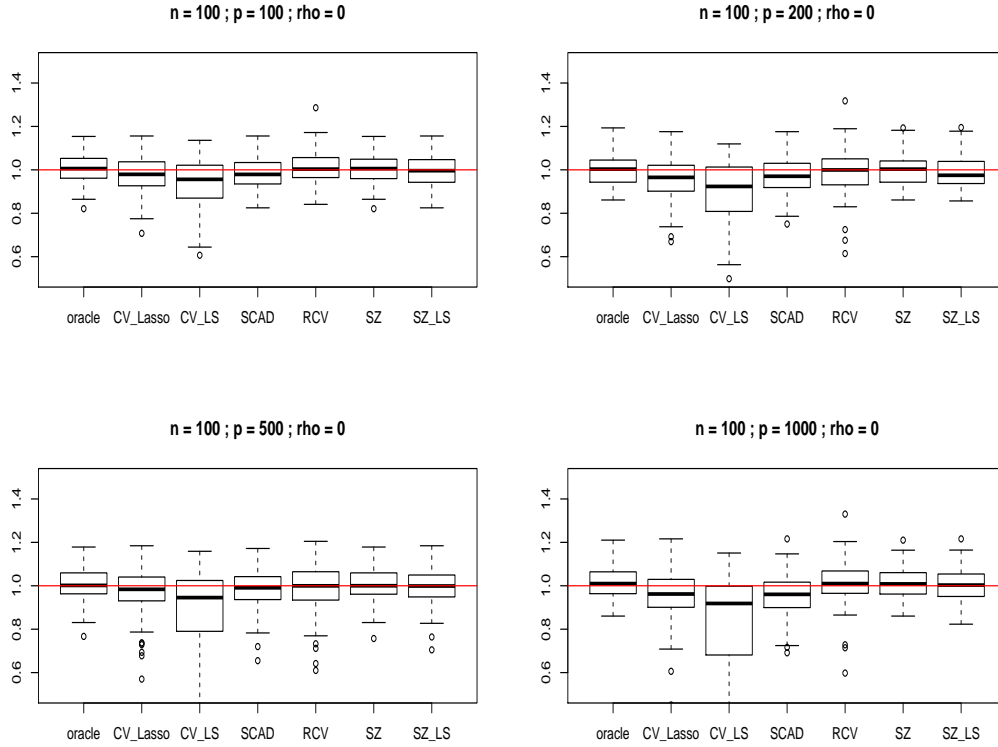 n = 100 ; p = 100 ; rho = 0
1.4
1.2
1.0
0.8
0.6
oracle CV_Lasso CV_LS SCAD RCV SZ SZ_LS
n = 100 ; p = 200 ; rho = 0
1.4
1.2
1.0
0.8
0.6
oracle CV_Lasso CV_LS SCAD RCV SZ SZ_LS
n = 100 ; p = 500 ; rho = 0
1.4
1.2
1.0
0.8
0.6
oracle CV_Lasso CV_LS SCAD RCV SZ SZ_LS
n = 100 ; p = 1000 ; rho = 0
1.4
1.2
1.0
0.8
0.6
oracle CV_Lasso CV_LS SCAD RCV SZ SZ_LS